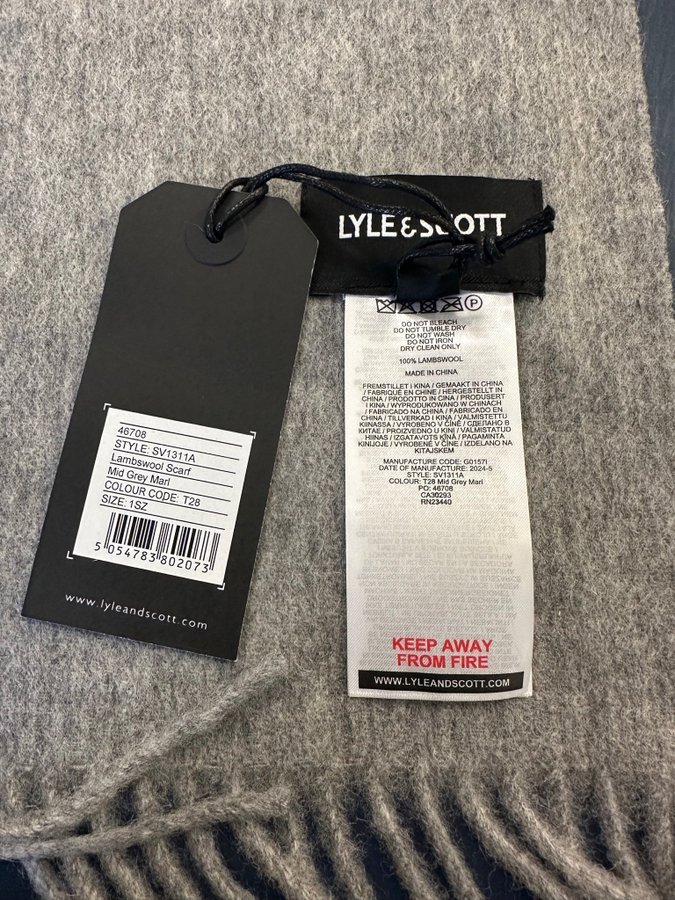 LYLE & SCOTT
P
DO NOT BLEACH
DO NOT TUMBLE DRY
DO NOT WASH
DO NOT IRON
DRY CLEAN ONLY
100% LAMBSWOOL
MADE IN CHINA
FREMSTILLET I KINA / GEMAAKT IN CHINA
/ FABRIQUÉ EN CHINE / HERGESTELLT IN
CHINA / PRODOTTO IN CINA / PRODUSERT
I KINA / WYPRODUKOWANO W CHINACH
/ FABRICADO NA CHINA / FABRICADO EN
CHINA / TILLVERKAD I KINA / VALMISTETTU
KIINASSA / VYROBENO V ČÍNĚ / СДЕЛАНО В
КИТАЕ / PROIZVEDENO U KINI / VALMISTATUD
HIINAS / IZGATAVOTS ĶĪNĀ / PAGAMINTA
KINIJOJE / VYROBENÉ V ČÍNE / IZDELANO NA
KITAJSKEM
MANUFACTURE CODE: G0157I
DATE OF MANUFACTURE: 2024-5
STYLE: SV1311A
COLOUR: T28 Mid Grey Marl
PO: 46708
CA30293
RN23440
KEEP AWAY
FROM FIRE
WWW.LYLEANDSCOTT.COM
46708
STYLE: SV1311A
Lambswool Scarf
Mid Grey Marl
COLOUR CODE: T28
SIZE: 1SZ
5 054783 802073
www.lyleandscott.com